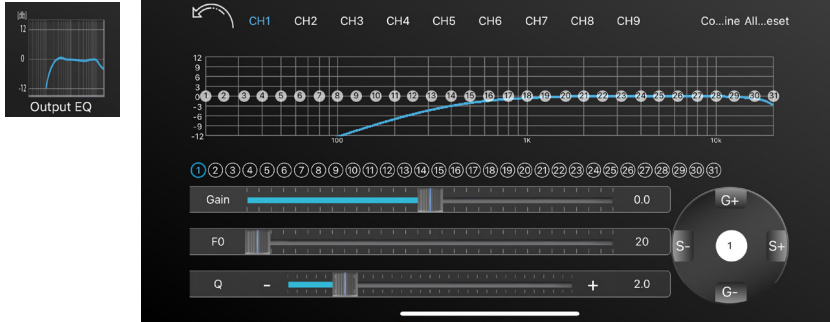 [db]
12
0
-12
Output EQ
CH1 CH2 CH3 CH4 CH5 CH6 CH7 CH8 CH9 Co...ine All...eset
12
9
6
3
0
-3
-6
-9
-12
1 2 3 4 5 6 7 8 9 10 11 12 13 14 15 16 17 18 19 20 21 22 23 24 25 26 27 28 29 30 31
100 1K 10k
1 2 3 4 5 6 7 8 9 10 11 12 13 14 15 16 17 18 19 20 21 22 23 24 25 26 27 28 29 30 31
Gain 0.0
F0 20
Q - + 2.0
G+
S- 1 S+
G-